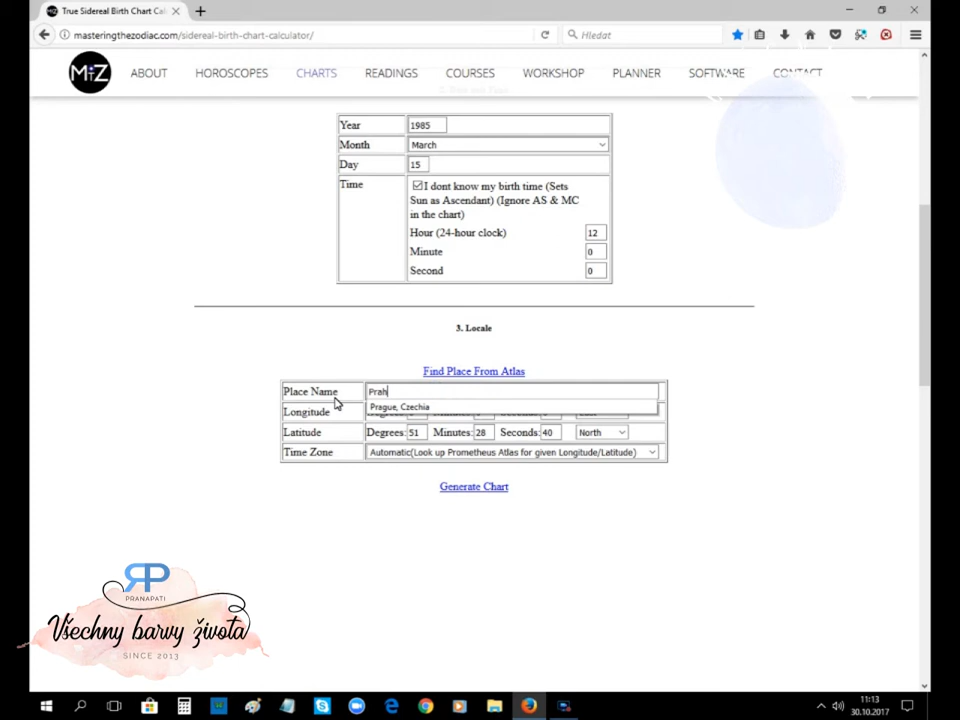 True Sidereal Birth Chart Cal
masteringthezodiac.com/sidereal-birth-chart-calculator/
Hledat
MtZ
ABOUT
HOROSCOPES
CHARTS
READINGS
COURSES
WORKSHOP
PLANNER
SOFTWARE
CONTACT
Year 1985
Month March
Day 15
Time
I dont know my birth time (Sets
Sun as Ascendant) (Ignore AS & MC
in the chart)
Hour (24-hour clock) 12
Minute 0
Second 0
3. Locale
Find Place From Atlas
Place Name Prah
Prague, Czechia
Longitude
Latitude Degrees: 51 Minutes: 28 Seconds: 40 North
Time Zone Automatic(Look up Prometheus Atlas for given Longitude/Latitude)
Generate Chart
RP
PRANAPATI
Všechny barvy života
SINCE 2013
11:13
30.10.2017